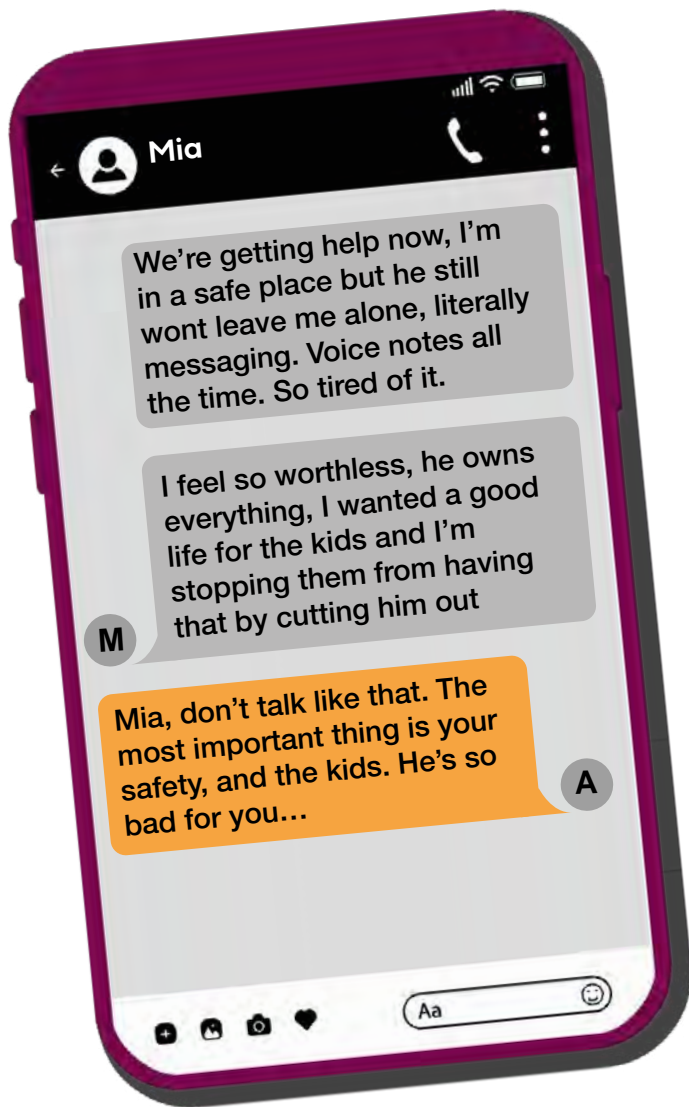 Mia
We’re getting help now, I’m
in a safe place but he still
wont leave me alone, literally
messaging. Voice notes all
the time. So tired of it.
I feel so worthless, he owns
everything, I wanted a good
life for the kids and I’m
stopping them from having
that by cutting him out
M
Mia, don’t talk like that. The
most important thing is your
safety, and the kids. He’s so
bad for you…
A
Aa